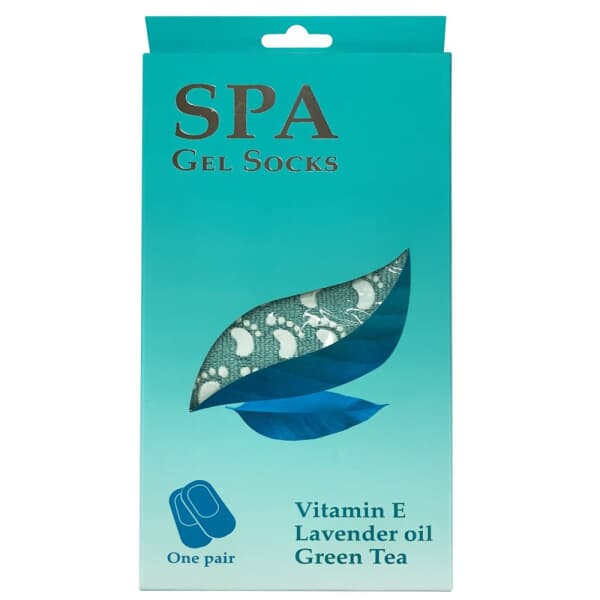 SPA
GEL SOCKS
One pair
Vitamin E
Lavender oil
Green Tea